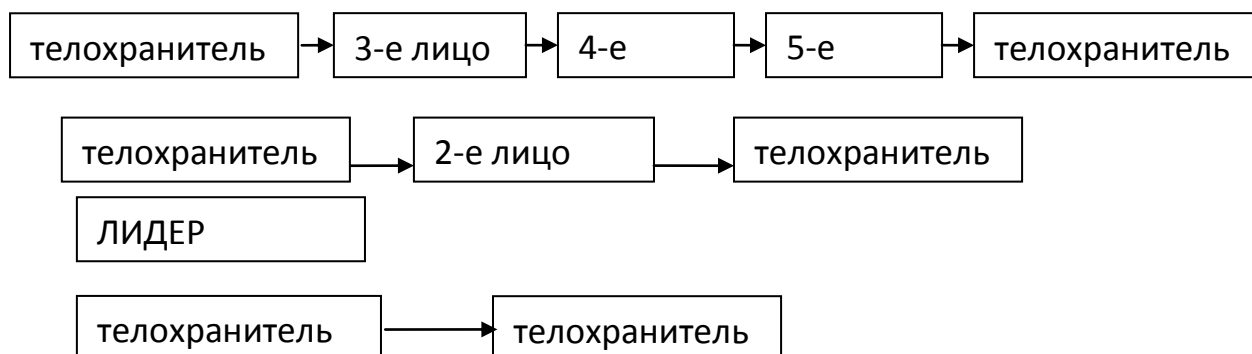 телохранитель 3-е лицо 4-е 5-е телохранитель
телохранитель 2-е лицо телохранитель
ЛИДЕР
телохранитель телохранитель